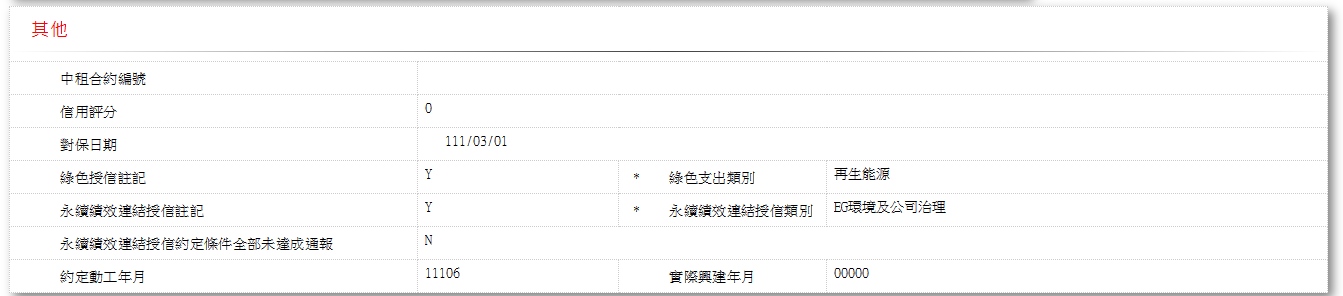 其他
中租合約編號
信用評分 0
對保日期 111/03/01
綠色授信註記 Y * 綠色支出類別 再生能源
永續績效連結授信註記 Y * 永續績效連結授信類別 EG環境及公司治理
永續績效連結授信約定條件全部未達成通報 N
約定動工年月 11106 實際興建年月 00000